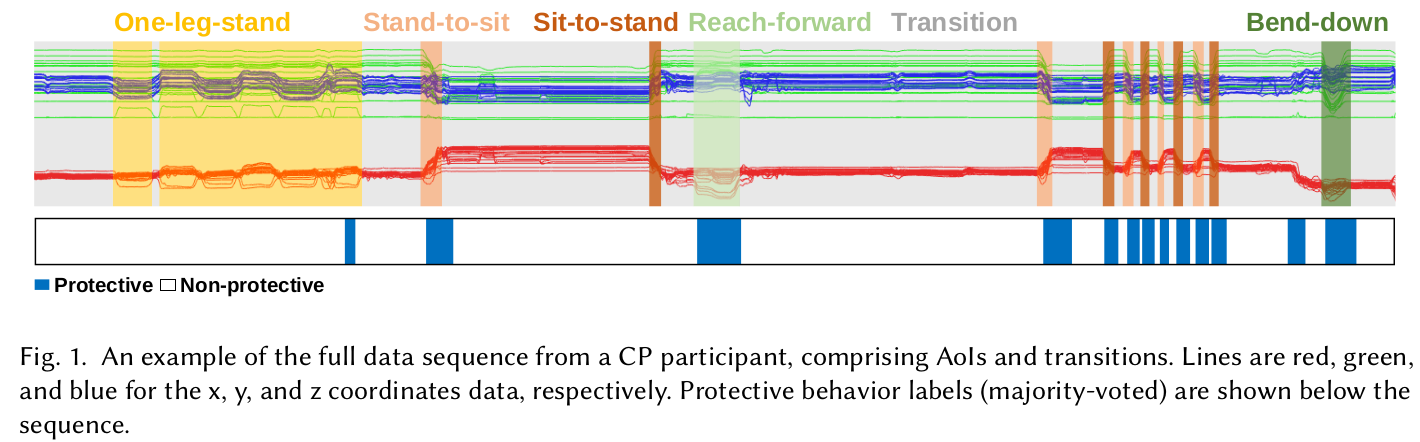 One-leg-stand Stand-to-sit Sit-to-stand Reach-forward Transition Bend-down
Protective Non-protective
Fig. 1. An example of the full data sequence from a CP participant, comprising AoIs and transitions. Lines are red, green,
and blue for the x, y, and z coordinates data, respectively. Protective behavior labels (majority-voted) are shown below the
sequence.